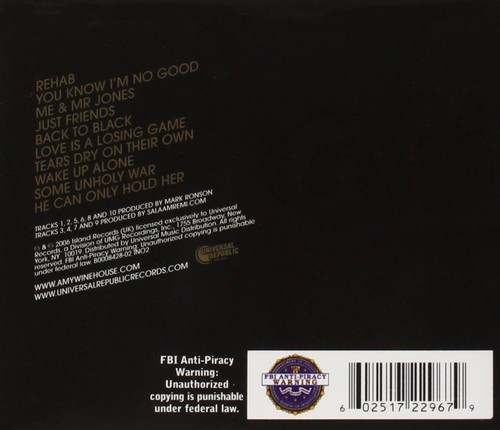 REHAB
YOU KNOW I'M NO GOOD
ME & MR JONES
JUST FRIENDS
BACK TO BLACK
LOVE IS A LOSING GAME
TEARS DRY ON THEIR OWN
WAKE UP ALONE
SOME UNHOLY WAR
HE CAN ONLY HOLD HER
TRACKS 1, 2, 5, 6, 8 AND 10 PRODUCED BY MARK RONSON
TRACKS 3, 4, 7 AND 9 PRODUCED BY SALAAMREMI.COM
℗ & © 2006 Island Records (UK) licensed exclusively to Universal
Records, a Division of UMG Recordings, Inc., 1755 Broadway, New
York, NY 10019. Distributed by Universal Music Distribution. All rights
reserved. FBI Anti-Piracy Warning: Unauthorized copying is punishable
under federal law. B0008428-02 INO2
UNIVERSAL
REPUBLIC
WWW.AMYWINEHOUSE.COM
WWW.UNIVERSALREPUBLICRECORDS.COM
FBI Anti-Piracy
Warning:
Unauthorized
copying is punishable
under federal law.
FBI ANTI-PIRACY
WARNING
6 02517 22967 9